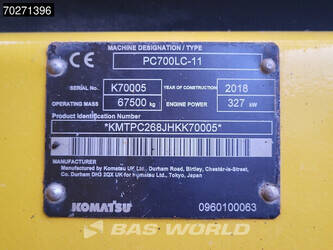 70271396
MACHINE DESIGNATION / TYPE
PC700LC-11
SERIAL No. K70005 YEAR OF CONSTRUCTION 2018
OPERATING MASS 67500 kg ENGINE POWER 327 kW
Product Identification Number
*KMTPC268JHKK70005*
MANUFACTURER
Manufactured by Komatsu UK Ltd., Durham Road, Birtley, Chester-le-Street
Co. Durham DH3 2QX UK for Komatsu Ltd., Tokyo, Japan
KOMATSU 0960100063
BAS WORLD